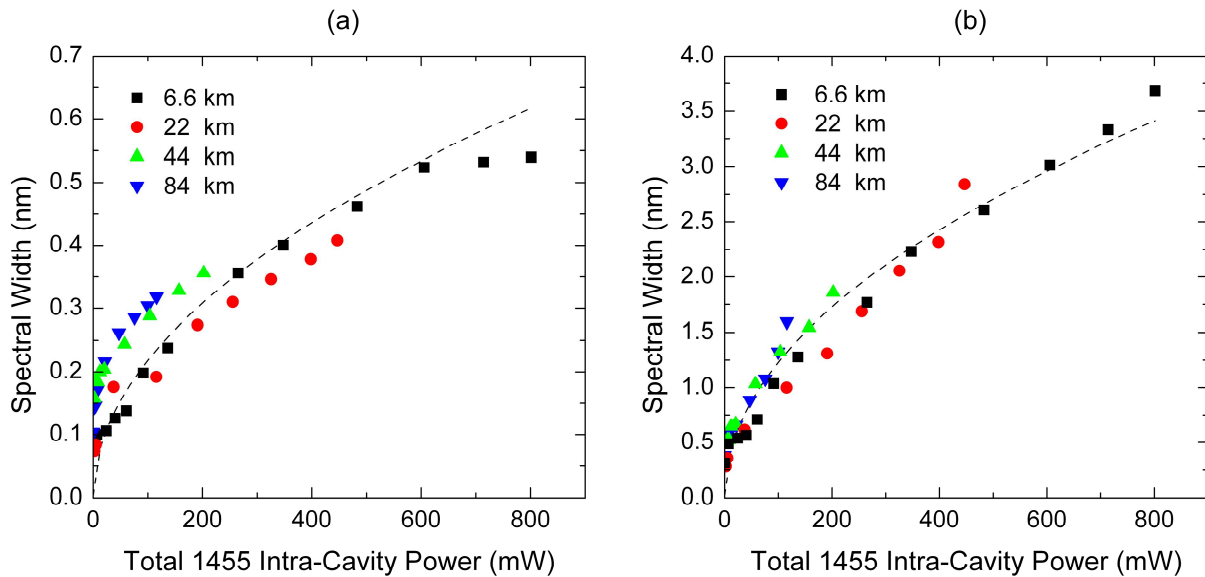 (a)
0.7
0.6
0.5
0.4
0.3
0.2
0.1
0.0
Spectral Width (nm)
6.6 km
22 km
44 km
84 km
0 200 400 600 800
Total 1455 Intra-Cavity Power (mW)
(b)
4.0
3.5
3.0
2.5
2.0
1.5
1.0
0.5
0.0
Spectral Width (nm)
6.6 km
22 km
44 km
84 km
0 200 400 600 800
Total 1455 Intra-Cavity Power (mW)